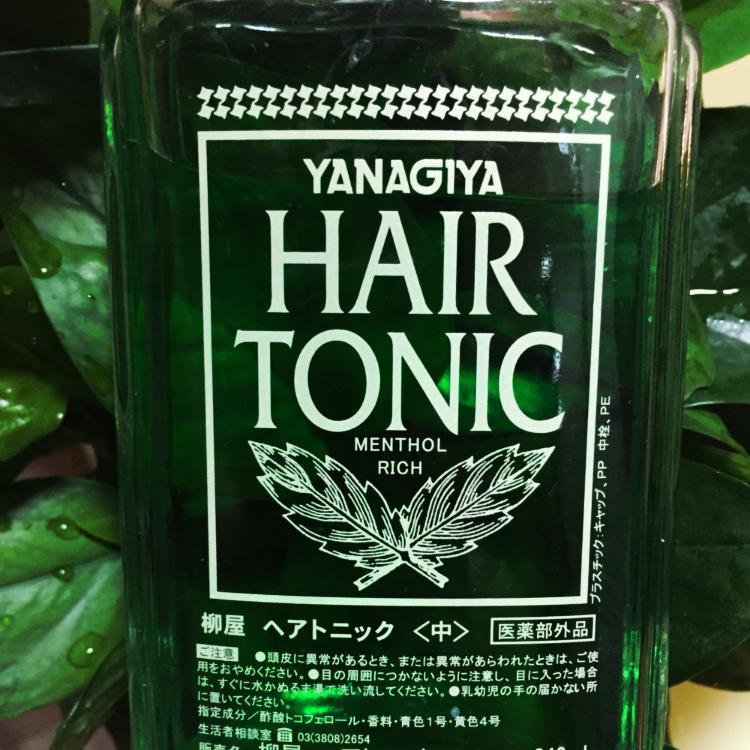 YANAGIYA
HAIR
TONIC
MENTHOL
RICH
プラスチック:キャップ、PP 中栓、PE
柳屋 ヘアトニック 〈中〉 医薬部外品
ご注意 ●頭皮に異常があるとき、または異常があらわれたときは、ご使
用をおやめください。●目の周囲につかないように注意し、目に入った場合
は、すぐに水かぬるま湯で洗い流してください。●乳幼児の手の届かない所
に置いてください。
指定成分/酢酸トコフェロール・香料・青色1号・黄色4号
生活者相談室 ☎ 03(3808)2654
販売名 柳屋